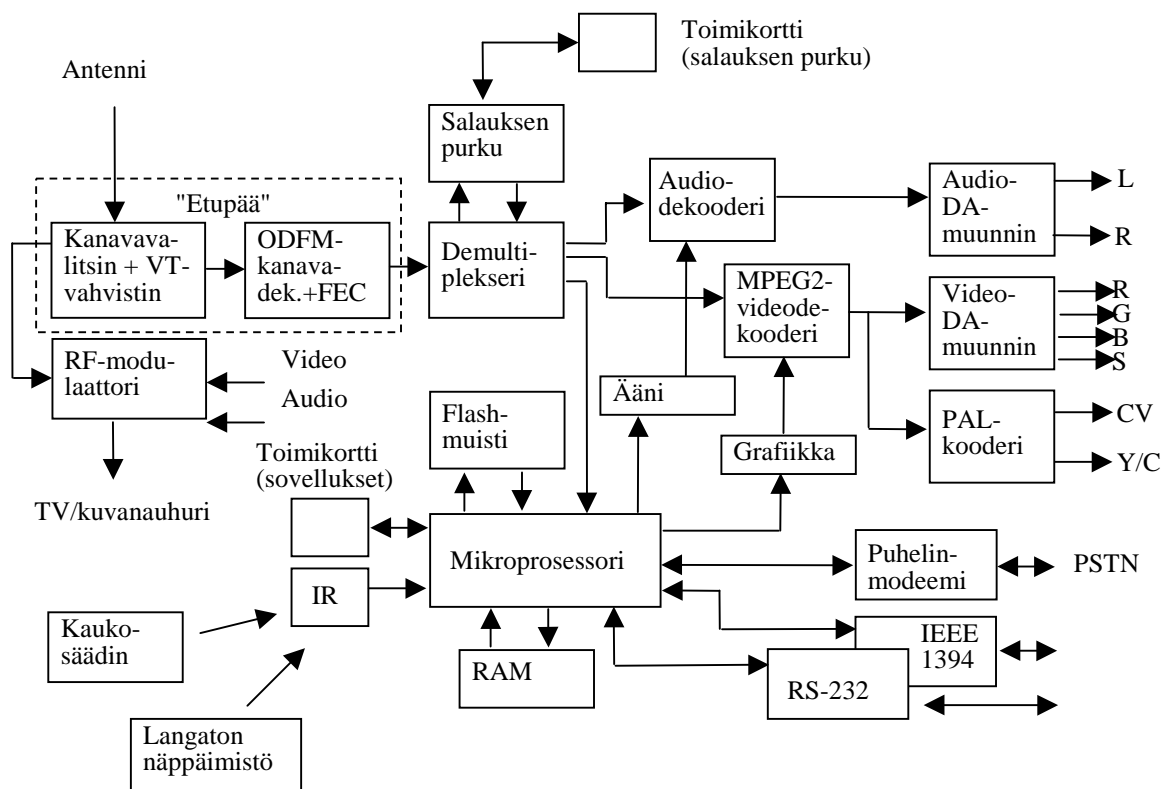 Toimikortti
(salauksen purku)
Antenni
Salauksen
purku
"Etupää"
Kanavava-
litsin + VT-
vahvistin
ODFM-
kanava-
dek.+FEC
Demulti-
plekseri
Audio-
dekooderi
Audio-
DA-
muunnin
L
R
MPEG2-
videode-
kooderi
Video-
DA-
muunnin
R
G
B
S
RF-modu-
laattori
Video
Audio
TV/kuvanauhuri
Flash-
muisti
Ääni
Grafiikka
PAL-
kooderi
CV
Y/C
Toimikortti
(sovellukset)
Mikroprosessori
Puhelin-
modeemi
PSTN
IR
Kauko-
säädin
Langaton
näppäimistö
RAM
IEEE
1394
RS-232